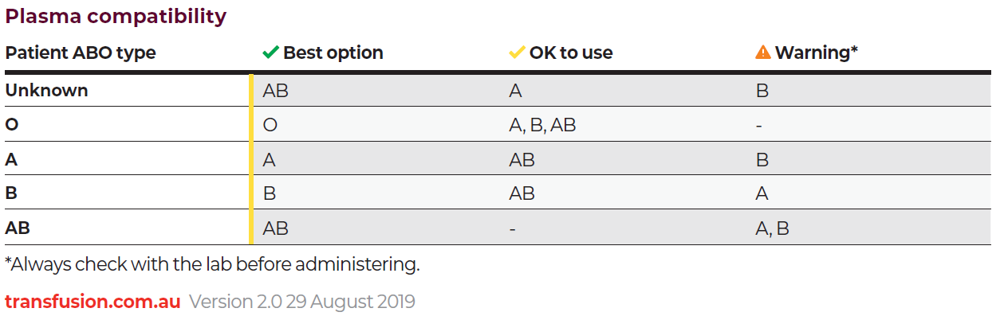 Plasma compatibility
Patient ABO type ✓ Best option ✓ OK to use ⚠ Warning*
Unknown AB A B
O O A, B, AB -
A A AB B
B B AB A
AB AB - A, B
*Always check with the lab before administering.
transfusion.com.au Version 2.0 29 August 2019